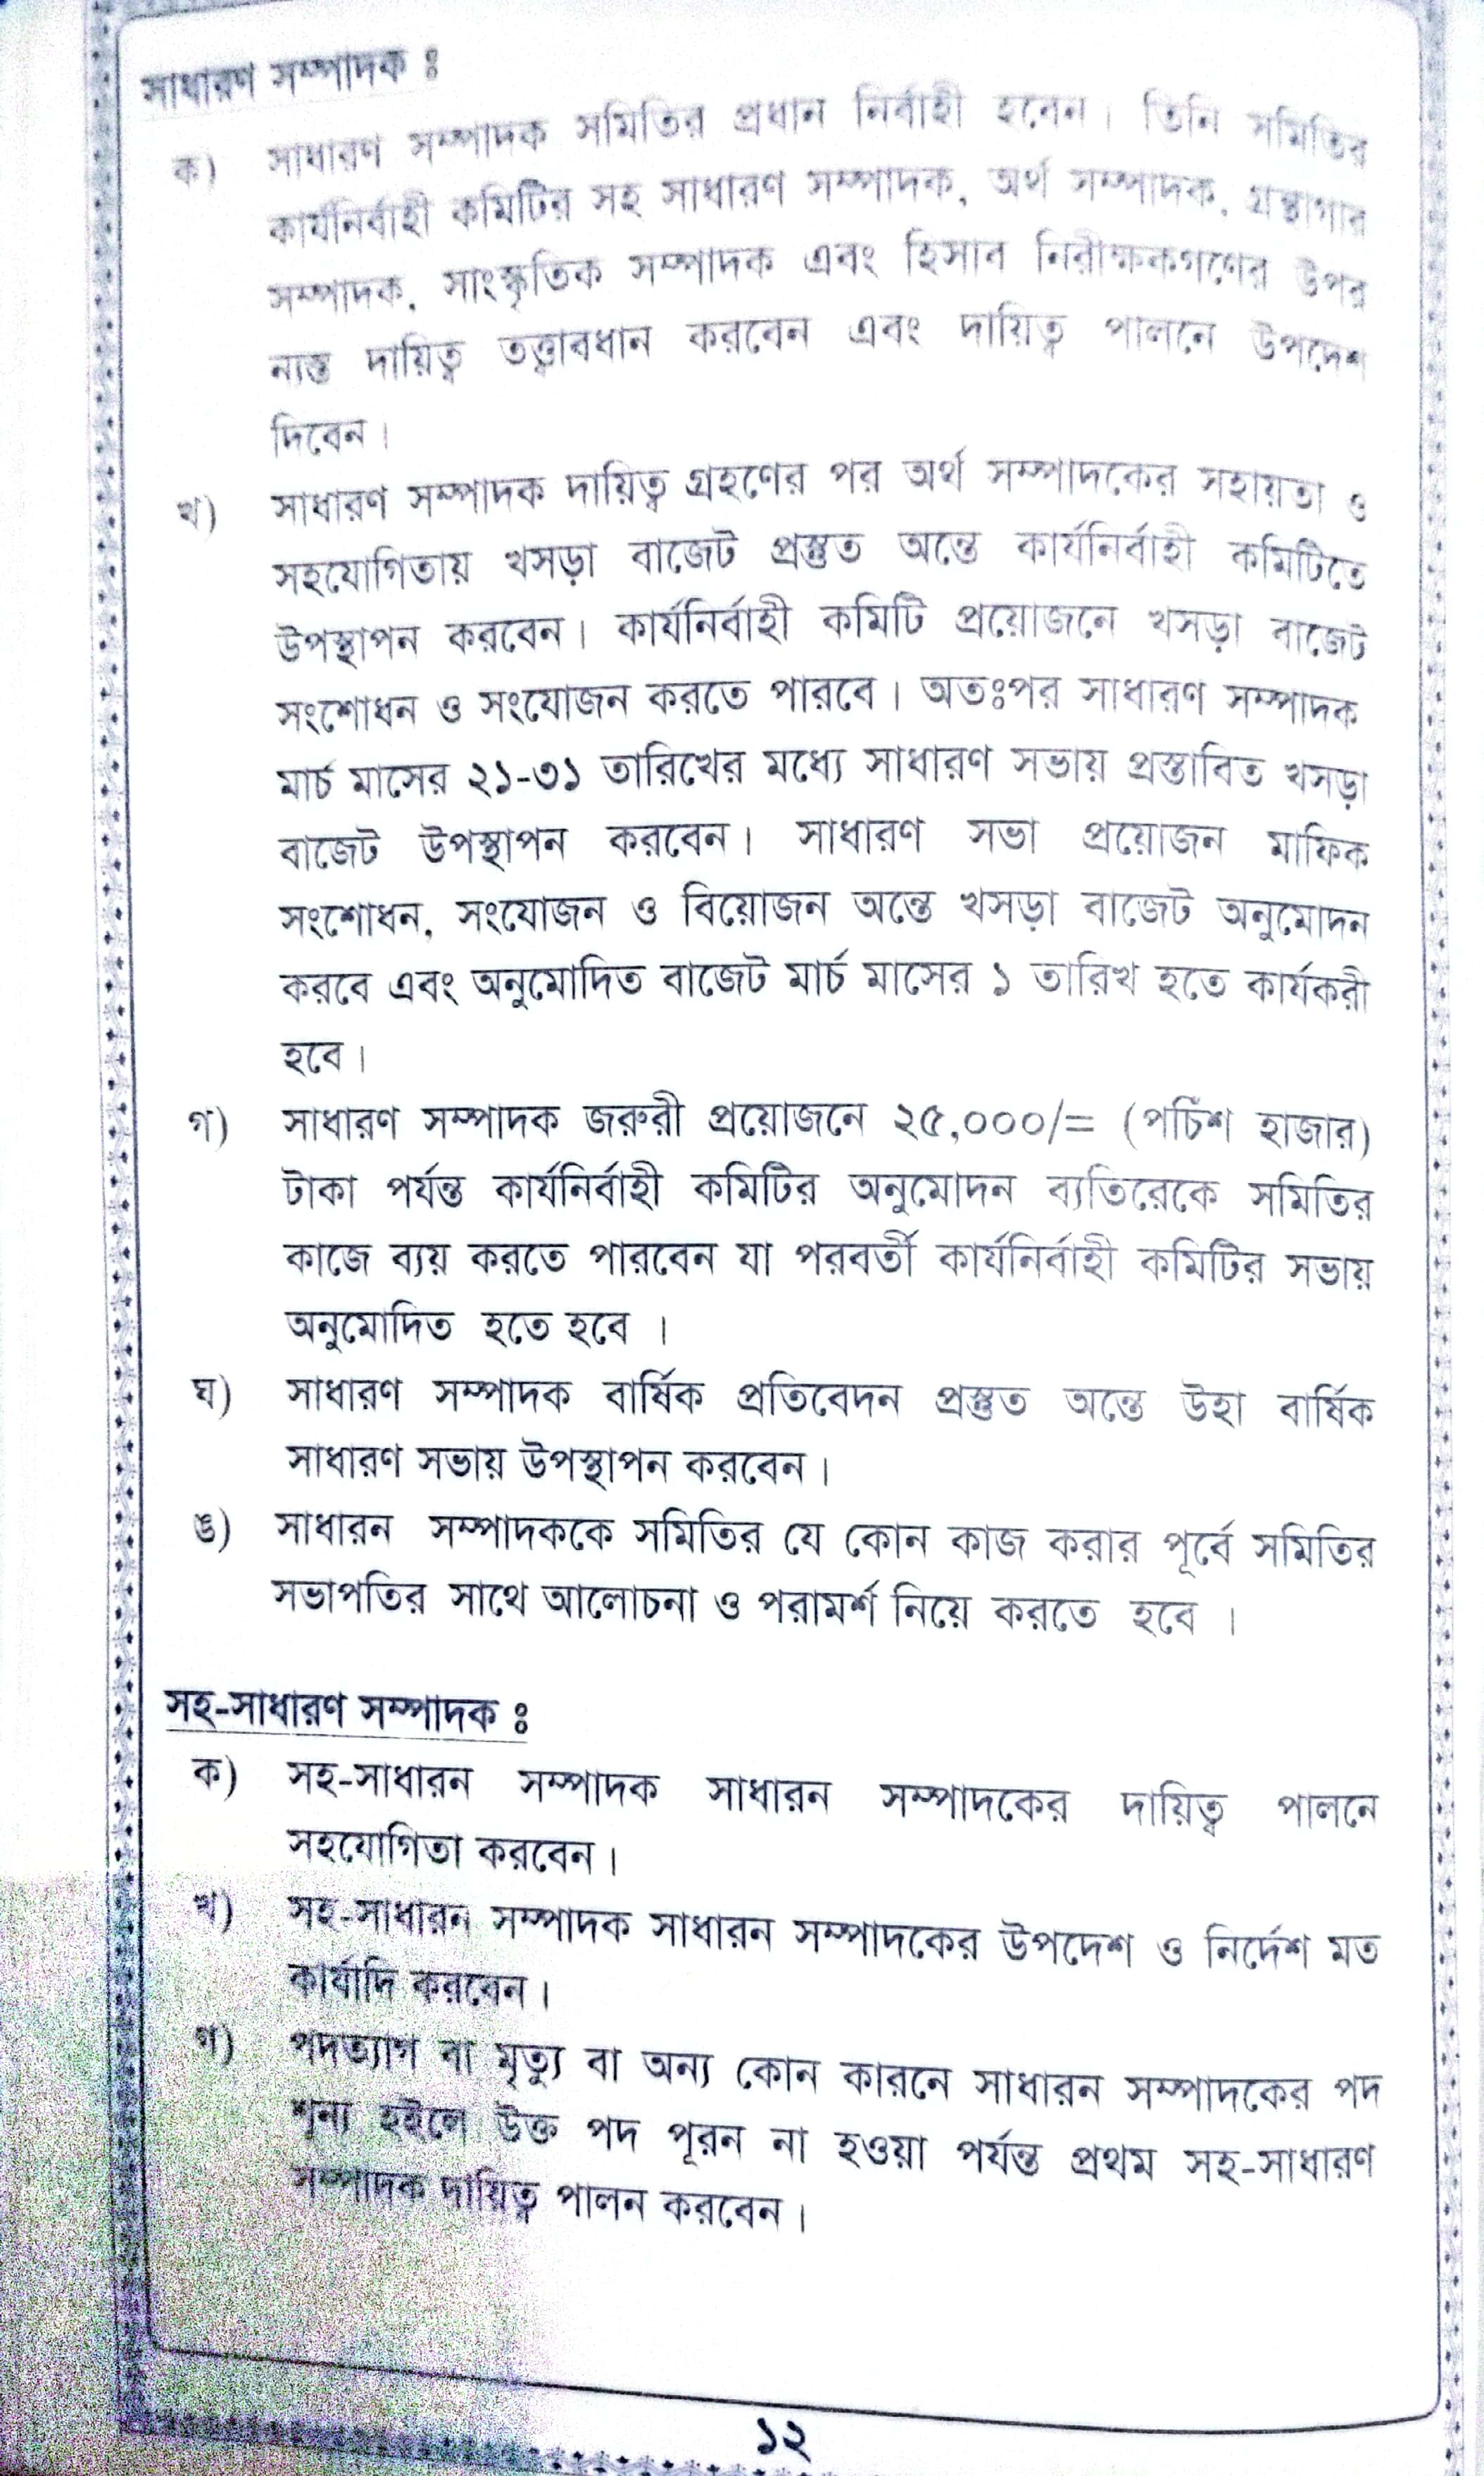 সাধারণ সম্পাদক ঃ
ক) সাধারণ সম্পাদক সমিতির প্রধান নির্বাহী হবেন। তিনি সমিতির
কার্যনির্বাহী কমিটির সহ সাধারণ সম্পাদক, অর্থ সম্পাদক, গ্রন্থাগার
সম্পাদক, সাংস্কৃতিক সম্পাদক এবং হিসাব নিরীক্ষকগণের উপর
ন্যস্ত দায়িত্ব তত্ত্বাবধান করবেন এবং দায়িত্ব পালনে উপদেশ
দিবেন।
খ) সাধারণ সম্পাদক দায়িত্ব গ্রহণের পর অর্থ সম্পাদকের সহায়তা ও
সহযোগিতায় খসড়া বাজেট প্রস্তুত অন্তে কার্যনির্বাহী কমিটিতে
উপস্থাপন করবেন। কার্যনির্বাহী কমিটি প্রয়োজনে খসড়া বাজেট
সংশোধন ও সংযোজন করতে পারবে। অতঃপর সাধারণ সম্পাদক
মার্চ মাসের ২১-৩১ তারিখের মধ্যে সাধারণ সভায় প্রস্তাবিত খসড়া
বাজেট উপস্থাপন করবেন। সাধারণ সভা প্রয়োজন মাফিক
সংশোধন, সংযোজন ও বিয়োজন অন্তে খসড়া বাজেট অনুমোদন
করবে এবং অনুমোদিত বাজেট মার্চ মাসের ১ তারিখ হতে কার্যকরী
হবে।
গ) সাধারণ সম্পাদক জরুরী প্রয়োজনে ২৫,০০০/= (পচিঁশ হাজার)
টাকা পর্যন্ত কার্যনির্বাহী কমিটির অনুমোদন ব্যতিরেকে সমিতির
কাজে ব্যয় করতে পারবেন যা পরবর্তী কার্যনির্বাহী কমিটির সভায়
অনুমোদিত হতে হবে ।
ঘ) সাধারণ সম্পাদক বার্ষিক প্রতিবেদন প্রস্তুত অন্তে উহা বার্ষিক
সাধারণ সভায় উপস্থাপন করবেন।
ঙ) সাধারন সম্পাদককে সমিতির যে কোন কাজ করার পূর্বে সমিতির
সভাপতির সাথে আলোচনা ও পরামর্শ নিয়ে করতে হবে ।
সহ-সাধারণ সম্পাদক ঃ
ক) সহ-সাধারন সম্পাদক সাধারন সম্পাদকের দায়িত্ব পালনে
সহযোগিতা করবেন।
খ) সহ-সাধারন সম্পাদক সাধারন সম্পাদকের উপদেশ ও নির্দেশ মত
কার্যাদি করবেন।
গ) পদত্যাগ বা মৃত্যু বা অন্য কোন কারনে সাধারন সম্পাদকের পদ
শূন্য হইলে উক্ত পদ পূরন না হওয়া পর্যন্ত প্রথম সহ-সাধারণ
সম্পাদক দায়িত্ব পালন করবেন।
১২